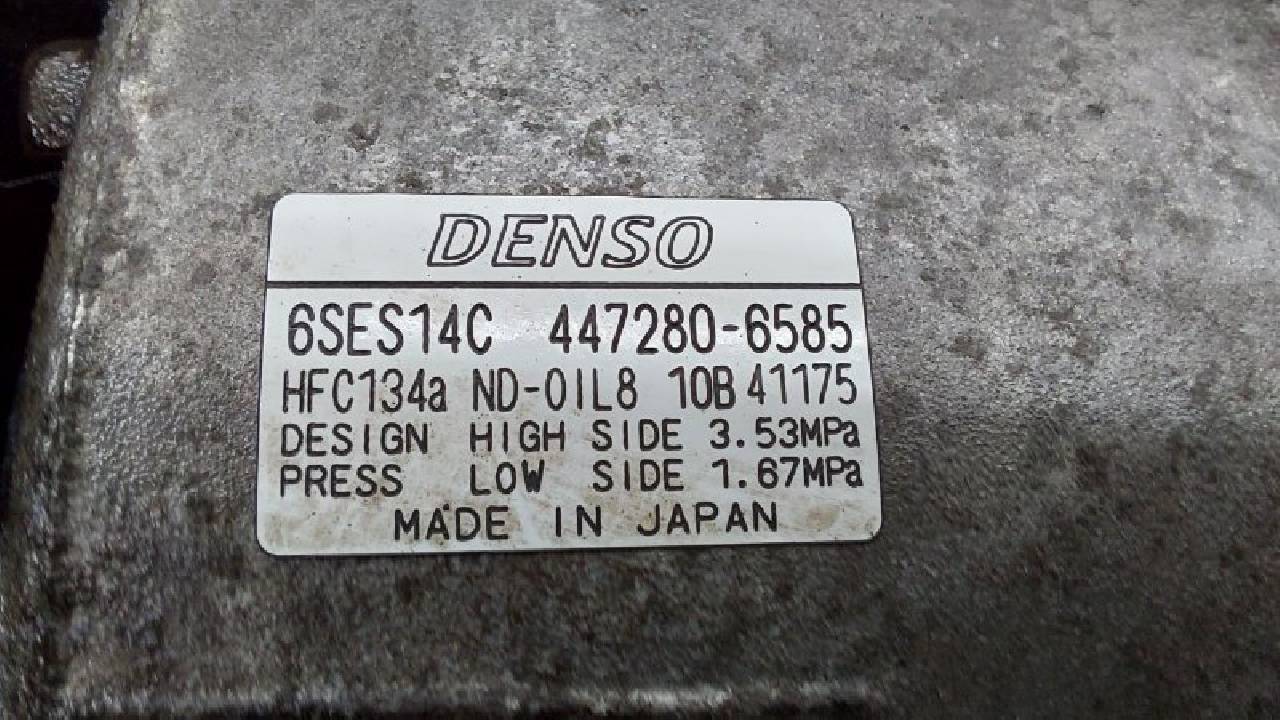 DENSO
6SES14C 447280-6585
HFC134a ND-OIL8 10B 41175
DESIGN HIGH SIDE 3.53MPa
PRESS LOW SIDE 1.67MPa
MADE IN JAPAN